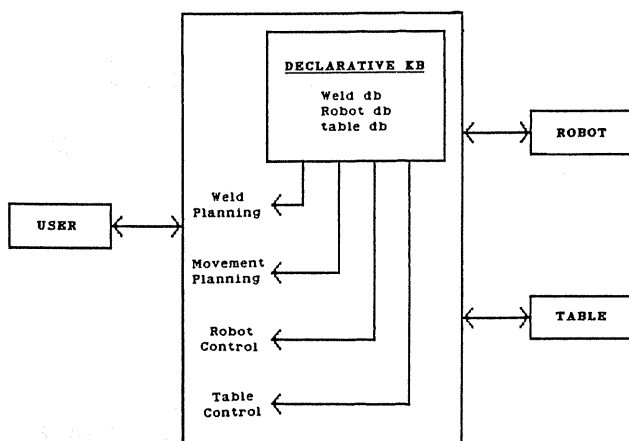 DECLARATIVE KB
Weld db
Robot db
table db
ROBOT
Weld
Planning
USER
Movement
Planning
TABLE
Robot
Control
Table
Control